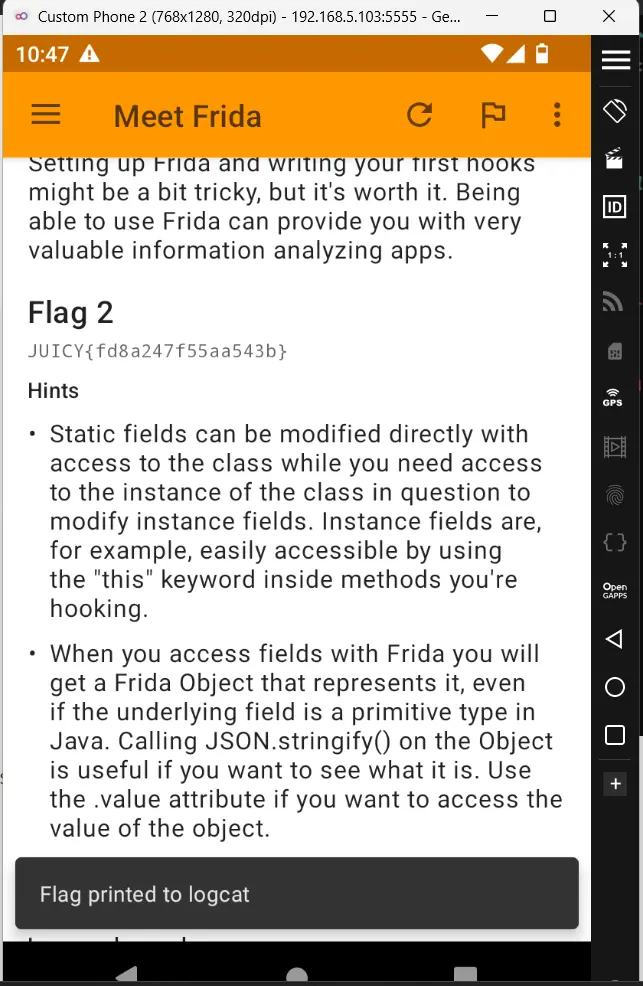 Custom Phone 2 (768x1280, 320dpi) - 192.168.5.103:5555 - Ge...
10:47
Meet Frida
Setting up Frida and writing your first hooks
might be a bit tricky, but it's worth it. Being
able to use Frida can provide you with very
valuable information analyzing apps.
Flag 2
JUICY{fd8a247f55aa543b}
Hints
• Static fields can be modified directly with
access to the class while you need access
to the instance of the class in question to
modify instance fields. Instance fields are,
for example, easily accessible by using
the "this" keyword inside methods you're
hooking.
• When you access fields with Frida you will
get a Frida Object that represents it, even
if the underlying field is a primitive type in
Java. Calling JSON.stringify() on the Object
is useful if you want to see what it is. Use
the .value attribute if you want to access the
value of the object.
Flag printed to logcat
ID
1:1
GPS
Open
GAPPS